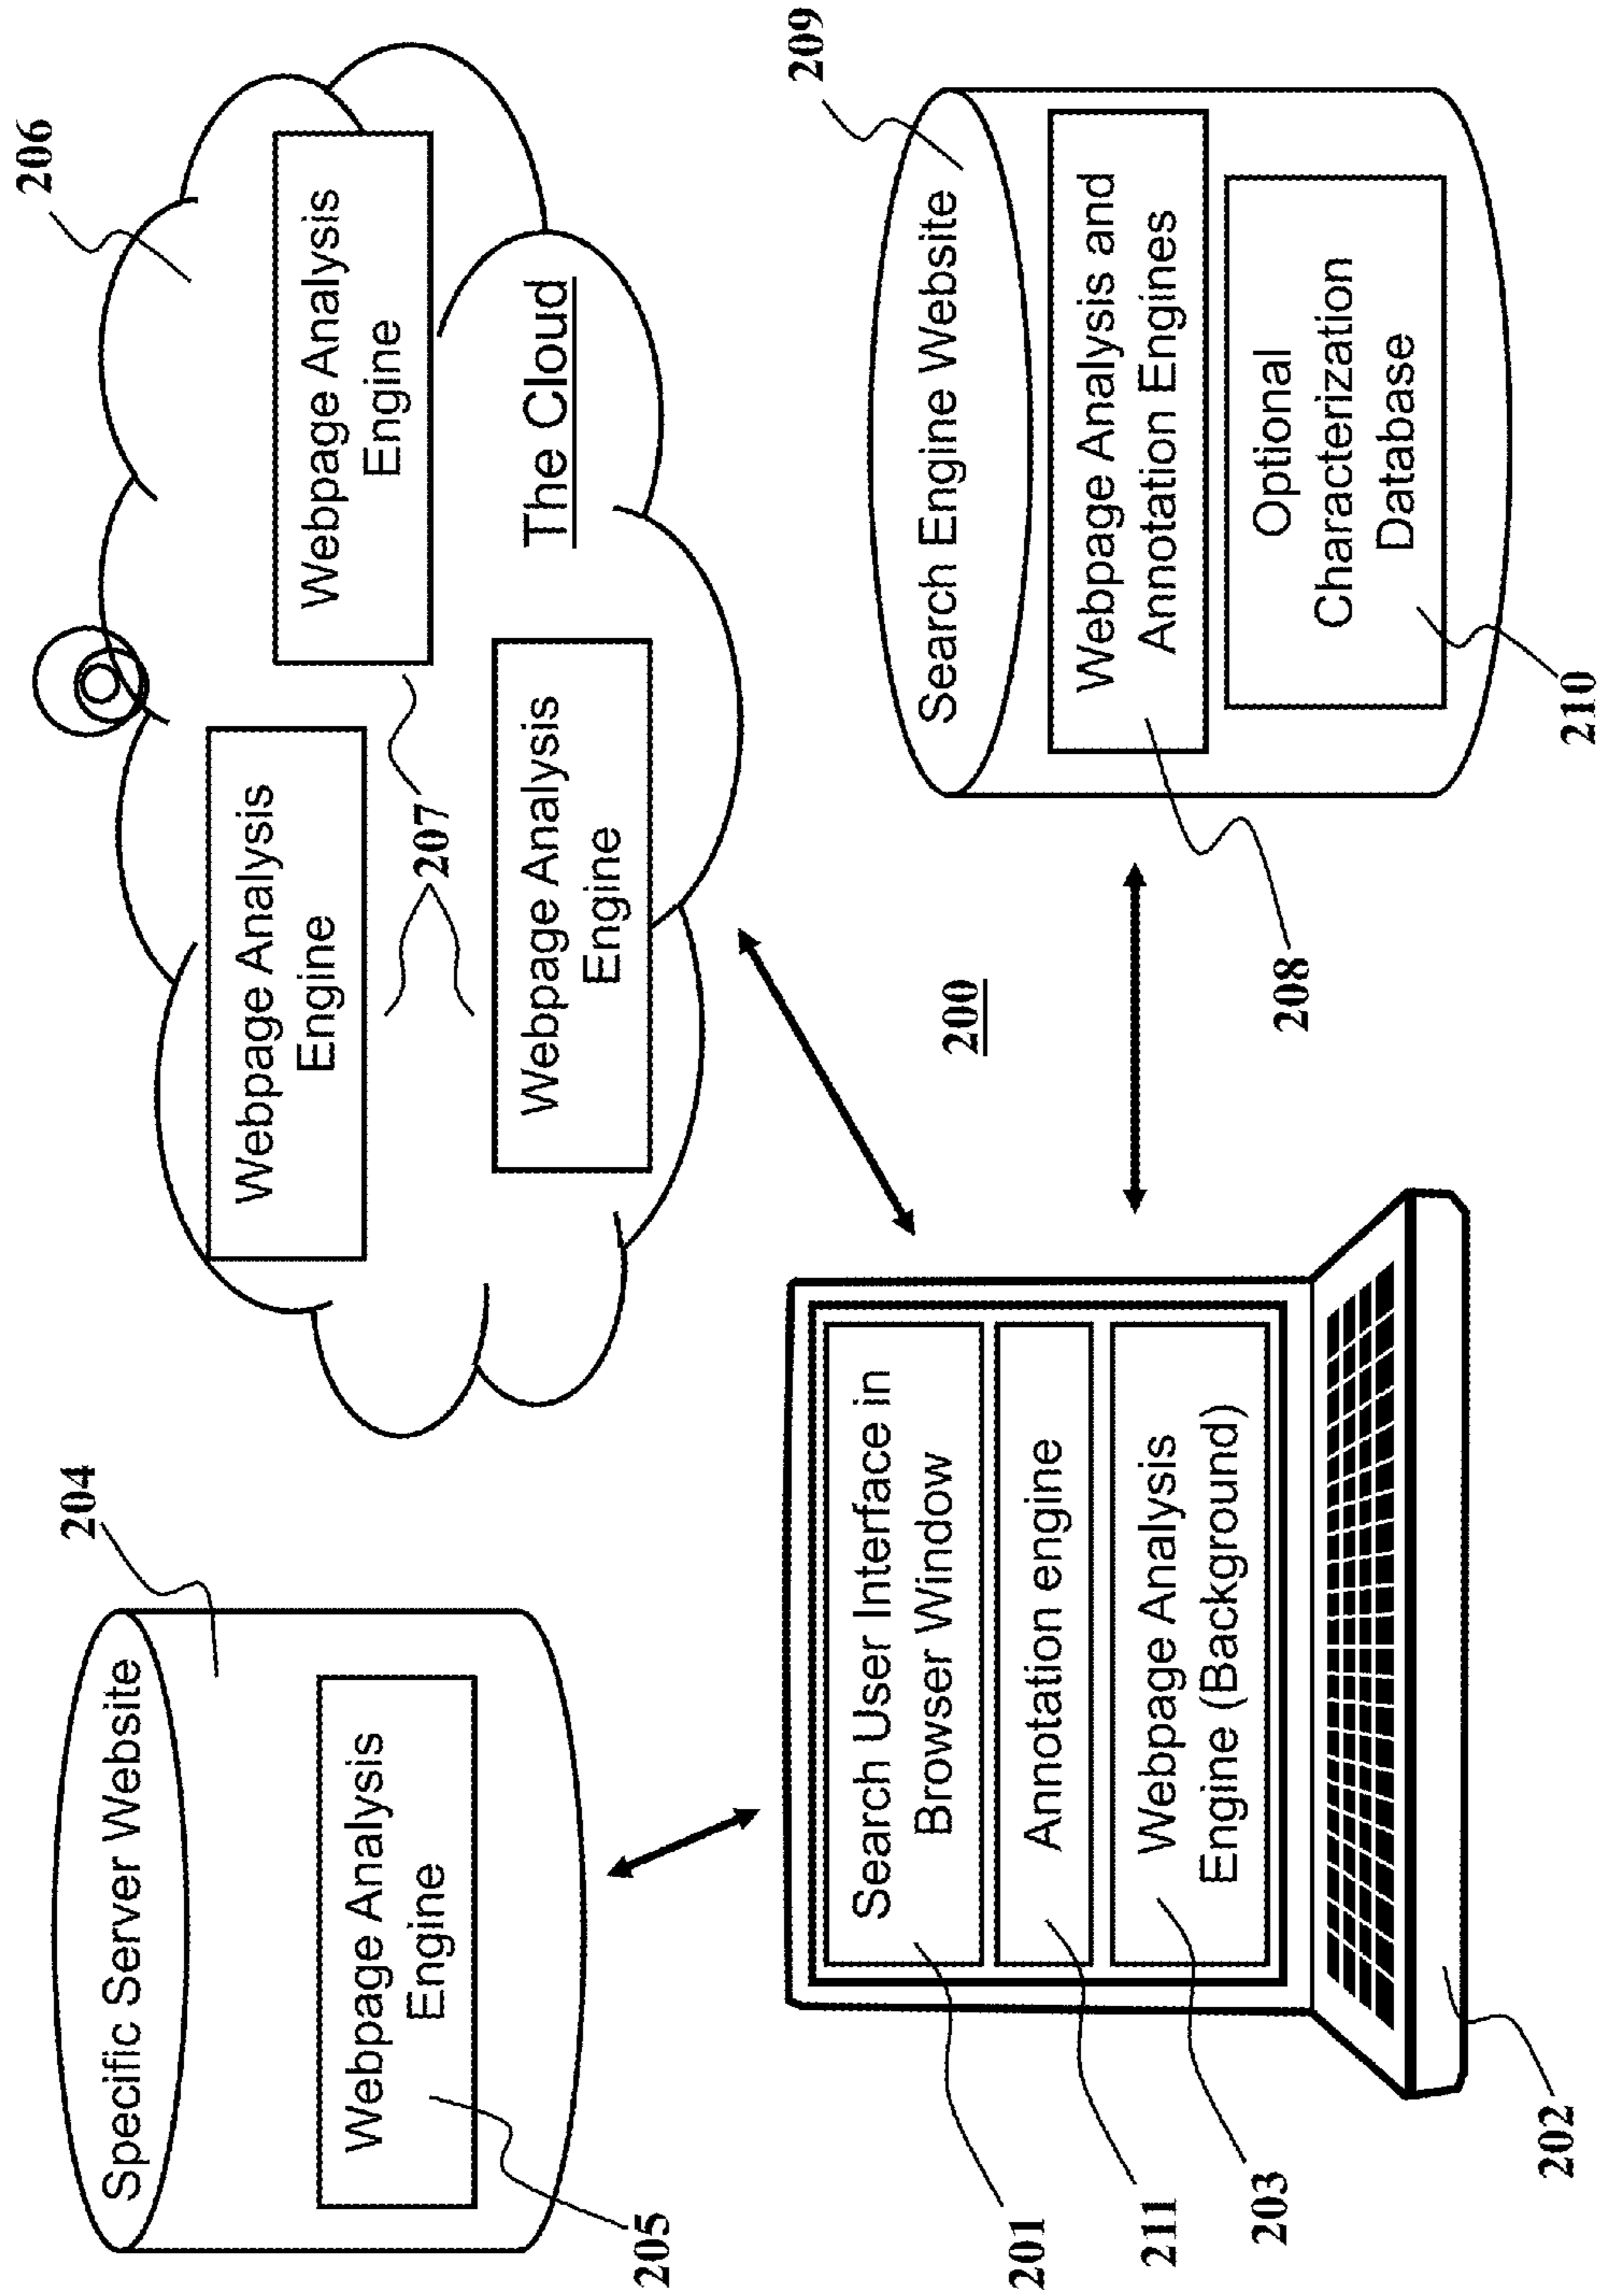 204
Specific Server Website
Webpage Analysis
Engine
205
206
Webpage Analysis
Engine
Webpage Analysis
Engine
207
Webpage Analysis
Engine
The Cloud
Search User Interface in
Browser Window
Annotation engine
Webpage Analysis
Engine (Background)
201
211
203
202
200
209
Search Engine Website
Webpage Analysis and
Annotation Engines
Optional
Characterization
Database
208
210